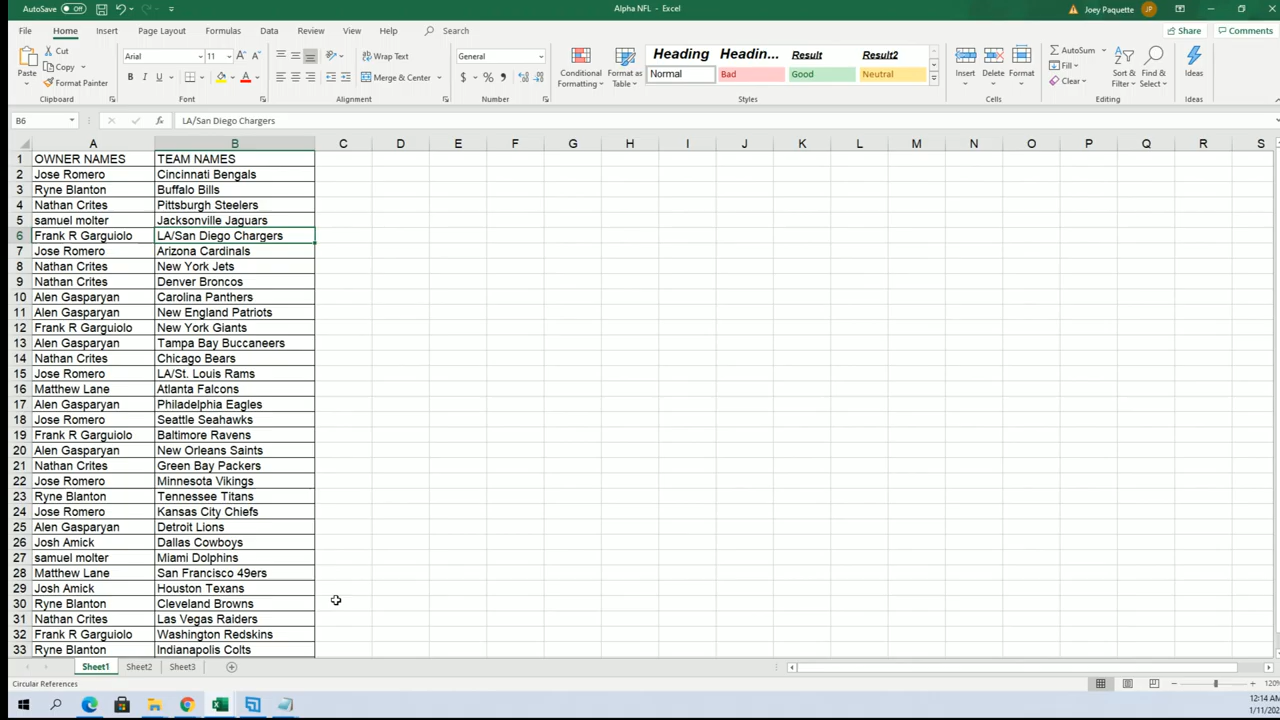 AutoSave Off Alpha NFL - Excel Joey Paquette JP
File Home Insert Page Layout Formulas Data Review View Help Search Share Comments
Paste Cut Copy Format Painter Clipboard
Arial 11 B I U A A Font
Wrap Text Merge & Center Alignment
General $ % Number
Conditional Formatting Format as Table Heading Headin... Result Result2 Normal Bad Good Neutral Styles
Insert Delete Format Cells
AutoSum Fill Clear Sort & Filter Find & Select Editing
Ideas Ideas
B6 fx LA/San Diego Chargers
A B C D E F G H I J K L M N O P Q R S
1 OWNER NAMES TEAM NAMES
2 Jose Romero Cincinnati Bengals
3 Ryne Blanton Buffalo Bills
4 Nathan Crites Pittsburgh Steelers
5 samuel molter Jacksonville Jaguars
6 Frank R Garguiolo LA/San Diego Chargers
7 Jose Romero Arizona Cardinals
8 Nathan Crites New York Jets
9 Nathan Crites Denver Broncos
10 Alen Gasparyan Carolina Panthers
11 Alen Gasparyan New England Patriots
12 Frank R Garguiolo New York Giants
13 Alen Gasparyan Tampa Bay Buccaneers
14 Nathan Crites Chicago Bears
15 Jose Romero LA/St. Louis Rams
16 Matthew Lane Atlanta Falcons
17 Alen Gasparyan Philadelphia Eagles
18 Jose Romero Seattle Seahawks
19 Frank R Garguiolo Baltimore Ravens
20 Alen Gasparyan New Orleans Saints
21 Nathan Crites Green Bay Packers
22 Jose Romero Minnesota Vikings
23 Ryne Blanton Tennessee Titans
24 Jose Romero Kansas City Chiefs
25 Alen Gasparyan Detroit Lions
26 Josh Amick Dallas Cowboys
27 samuel molter Miami Dolphins
28 Matthew Lane San Francisco 49ers
29 Josh Amick Houston Texans
30 Ryne Blanton Cleveland Browns
31 Nathan Crites Las Vegas Raiders
32 Frank R Garguiolo Washington Redskins
33 Ryne Blanton Indianapolis Colts
Sheet1 Sheet2 Sheet3
Circular References 120%
12:14 AM
1/11/202